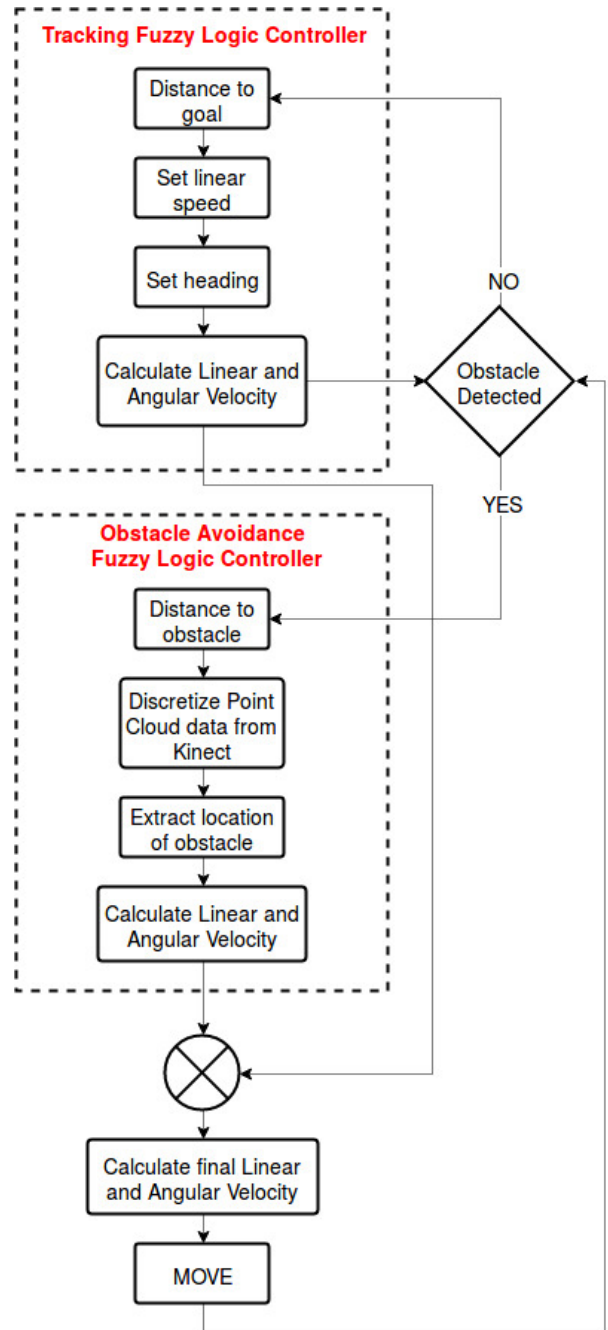 Tracking Fuzzy Logic Controller
Distance to
goal
Set linear
speed
Set heading
NO
Calculate Linear and
Angular Velocity
Obstacle
Detected
YES
Obstacle Avoidance
Fuzzy Logic Controller
Distance to
obstacle
Discretize Point
Cloud data from
Kinect
Extract location
of obstacle
Calculate Linear and
Angular Velocity
Calculate final Linear
and Angular Velocity
MOVE